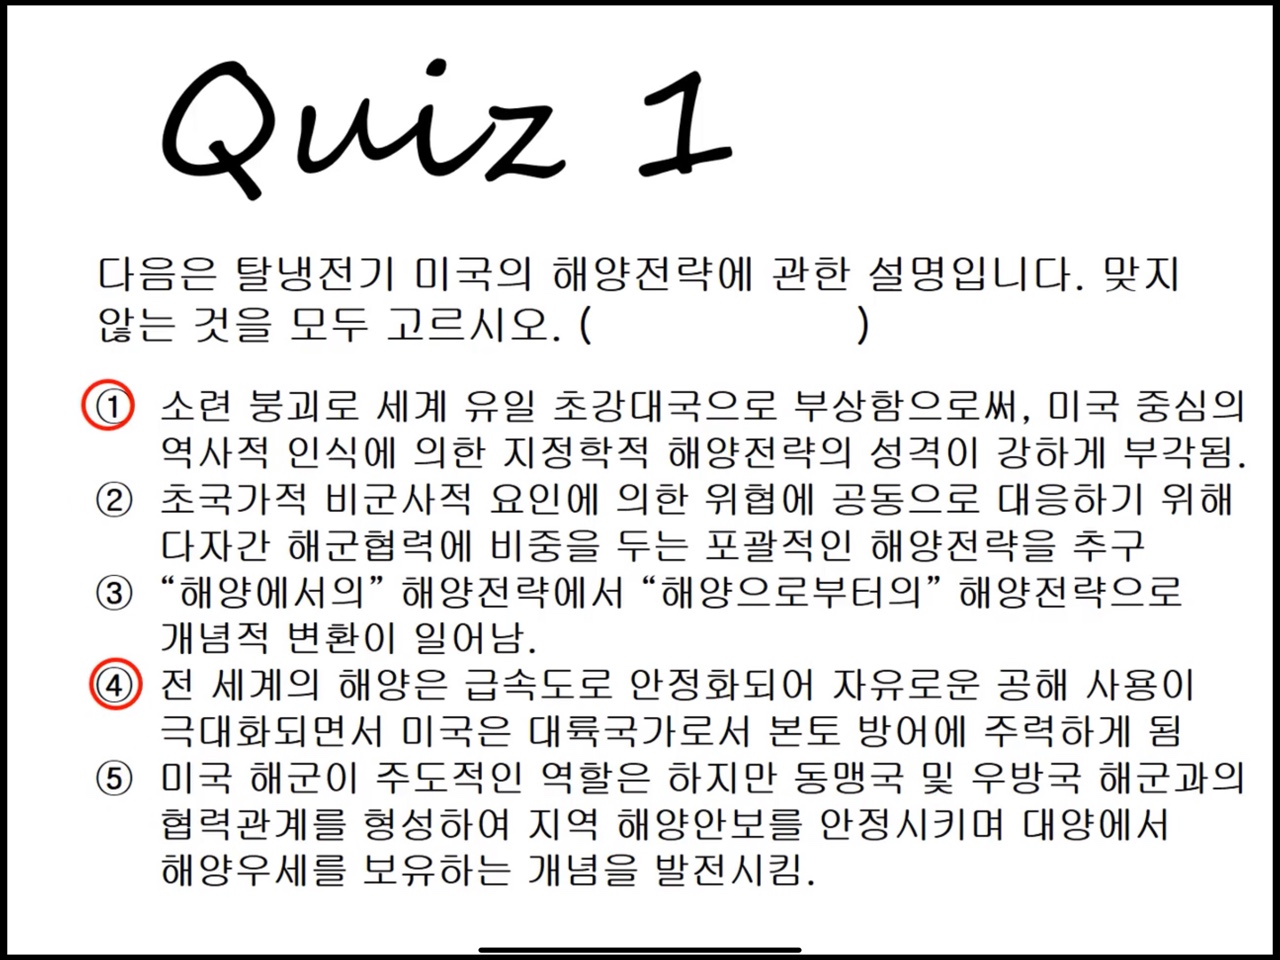 Quiz 1
다음은 탈냉전기 미국의 해양전략에 관한 설명입니다. 맞지
않는 것을 모두 고르시오. ( )
① 소련 붕괴로 세계 유일 초강대국으로 부상함으로써, 미국 중심의
역사적 인식에 의한 지정학적 해양전략의 성격이 강하게 부각됨.
② 초국가적 비군사적 요인에 의한 위협에 공동으로 대응하기 위해
다자간 해군협력에 비중을 두는 포괄적인 해양전략을 추구
③ “해양에서의” 해양전략에서 “해양으로부터의” 해양전략으로
개념적 변환이 일어남.
④ 전 세계의 해양은 급속도로 안정화되어 자유로운 공해 사용이
극대화되면서 미국은 대륙국가로서 본토 방어에 주력하게 됨
⑤ 미국 해군이 주도적인 역할은 하지만 동맹국 및 우방국 해군과의
협력관계를 형성하여 지역 해양안보를 안정시키며 대양에서
해양우세를 보유하는 개념을 발전시킴.